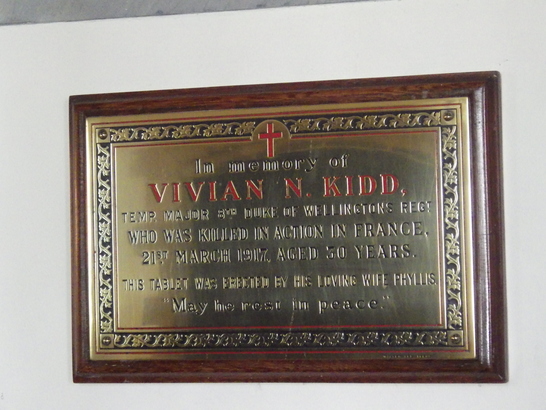 In memory of
VIVIAN N. KIDD,
TEMP. MAJOR 8TH DUKE OF WELLINGTONS REGT
WHO WAS KILLED IN ACTION IN FRANCE,
21ST MARCH 1917, AGED 30 YEARS.
THIS TABLET WAS ERECTED BY HIS LOVING WIFE PHYLLIS.
"May he rest in peace."